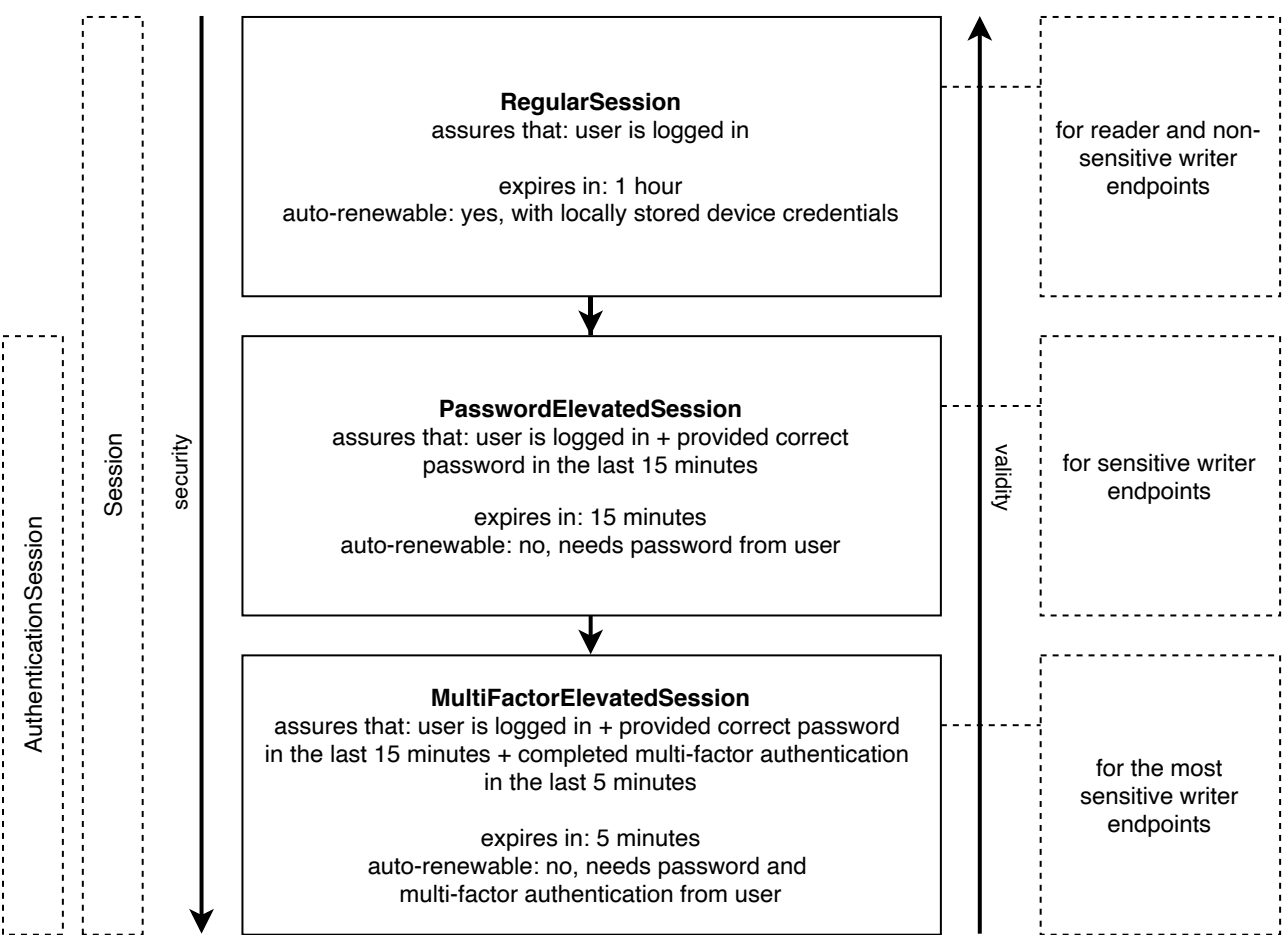 RegularSession
assures that: user is logged in
expires in: 1 hour
auto-renewable: yes, with locally stored device credentials
for reader and non-
sensitive writer
endpoints
PasswordElevatedSession
assures that: user is logged in + provided correct
password in the last 15 minutes
expires in: 15 minutes
auto-renewable: no, needs password from user
for sensitive writer
endpoints
MultiFactorElevatedSession
assures that: user is logged in + provided correct password
in the last 15 minutes + completed multi-factor authentication
in the last 5 minutes
expires in: 5 minutes
auto-renewable: no, needs password and
multi-factor authentication from user
for the most
sensitive writer
endpoints
AuthenticationSession
Session
security
validity